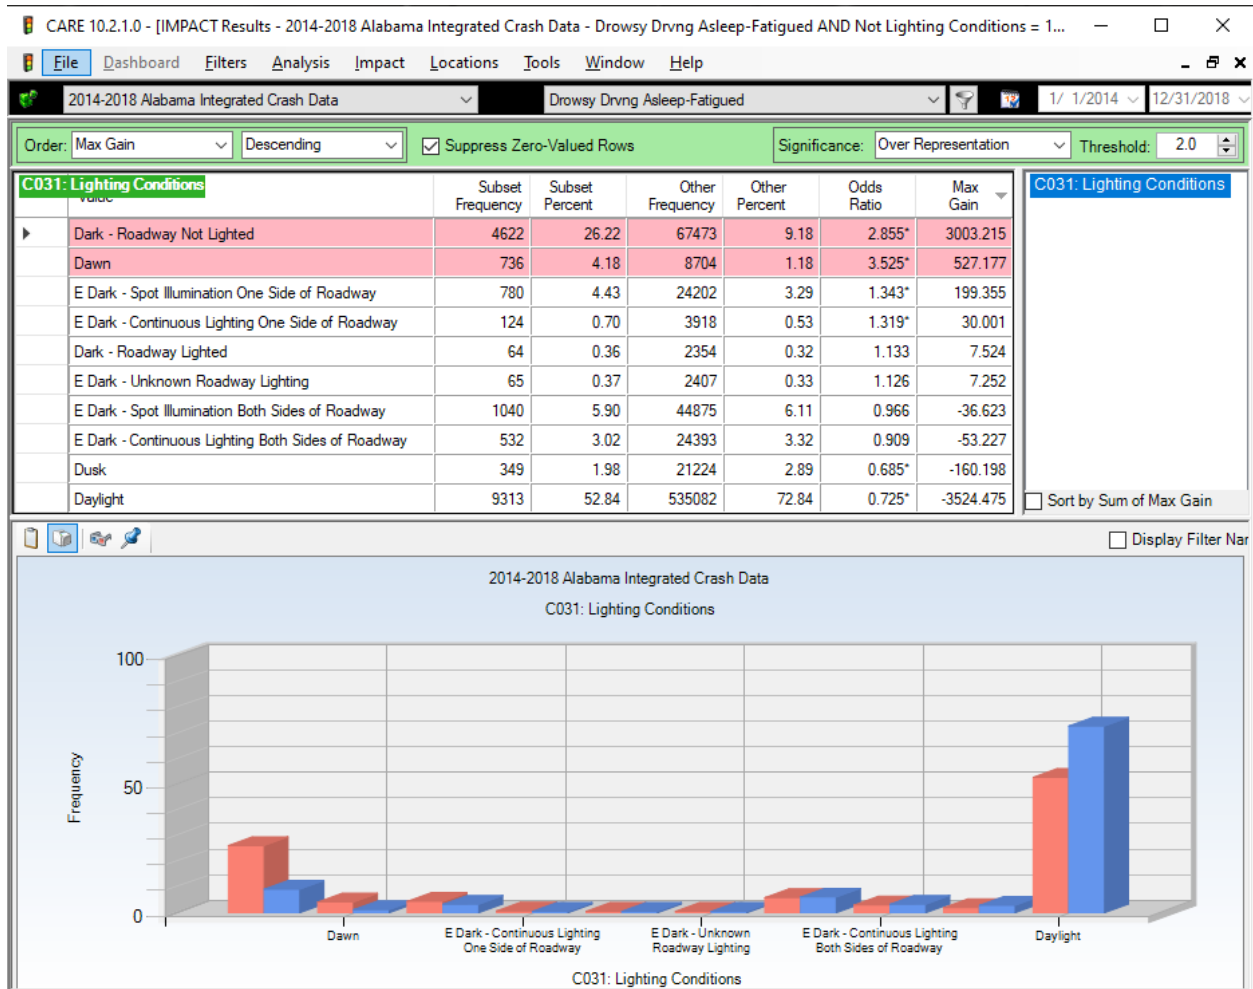 CARE 10.2.1.0 - [IMPACT Results - 2014-2018 Alabama Integrated Crash Data - Drowsy Drvng Asleep-Fatigued AND Not Lighting Conditions = 1...
File Dashboard Filters Analysis Impact Locations Tools Window Help
2014-2018 Alabama Integrated Crash Data Drowsy Drvng Asleep-Fatigued 1/ 1/2014 12/31/2018
Order: Max Gain Descending Suppress Zero-Valued Rows Significance: Over Representation Threshold: 2.0
C031: Lighting Conditions Subset Frequency Subset Percent Other Frequency Other Percent Odds Ratio Max Gain C031: Lighting Conditions
Dark - Roadway Not Lighted 4622 26.22 67473 9.18 2.855* 3003.215
Dawn 736 4.18 8704 1.18 3.525* 527.177
E Dark - Spot Illumination One Side of Roadway 780 4.43 24202 3.29 1.343* 199.355
E Dark - Continuous Lighting One Side of Roadway 124 0.70 3918 0.53 1.319* 30.001
Dark - Roadway Lighted 64 0.36 2354 0.32 1.133 7.524
E Dark - Unknown Roadway Lighting 65 0.37 2407 0.33 1.126 7.252
E Dark - Spot Illumination Both Sides of Roadway 1040 5.90 44875 6.11 0.966 -36.623
E Dark - Continuous Lighting Both Sides of Roadway 532 3.02 24393 3.32 0.909 -53.227
Dusk 349 1.98 21224 2.89 0.685* -160.198
Daylight 9313 52.84 535082 72.84 0.725* -3524.475
Sort by Sum of Max Gain
Display Filter Nar
2014-2018 Alabama Integrated Crash Data
C031: Lighting Conditions
100
50
0
Frequency
Dawn
E Dark - Continuous Lighting
One Side of Roadway
E Dark - Unknown
Roadway Lighting
E Dark - Continuous Lighting
Both Sides of Roadway
Daylight
C031: Lighting Conditions